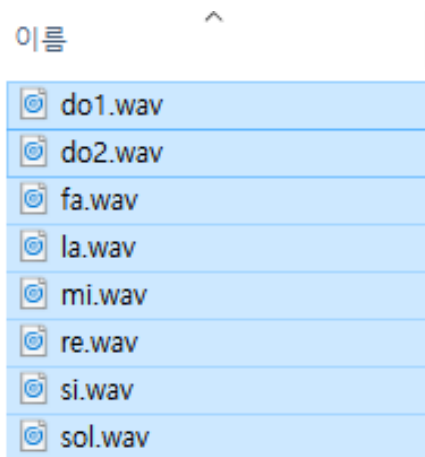 이름
do1.wav
do2.wav
fa.wav
la.wav
mi.wav
re.wav
si.wav
sol.wav